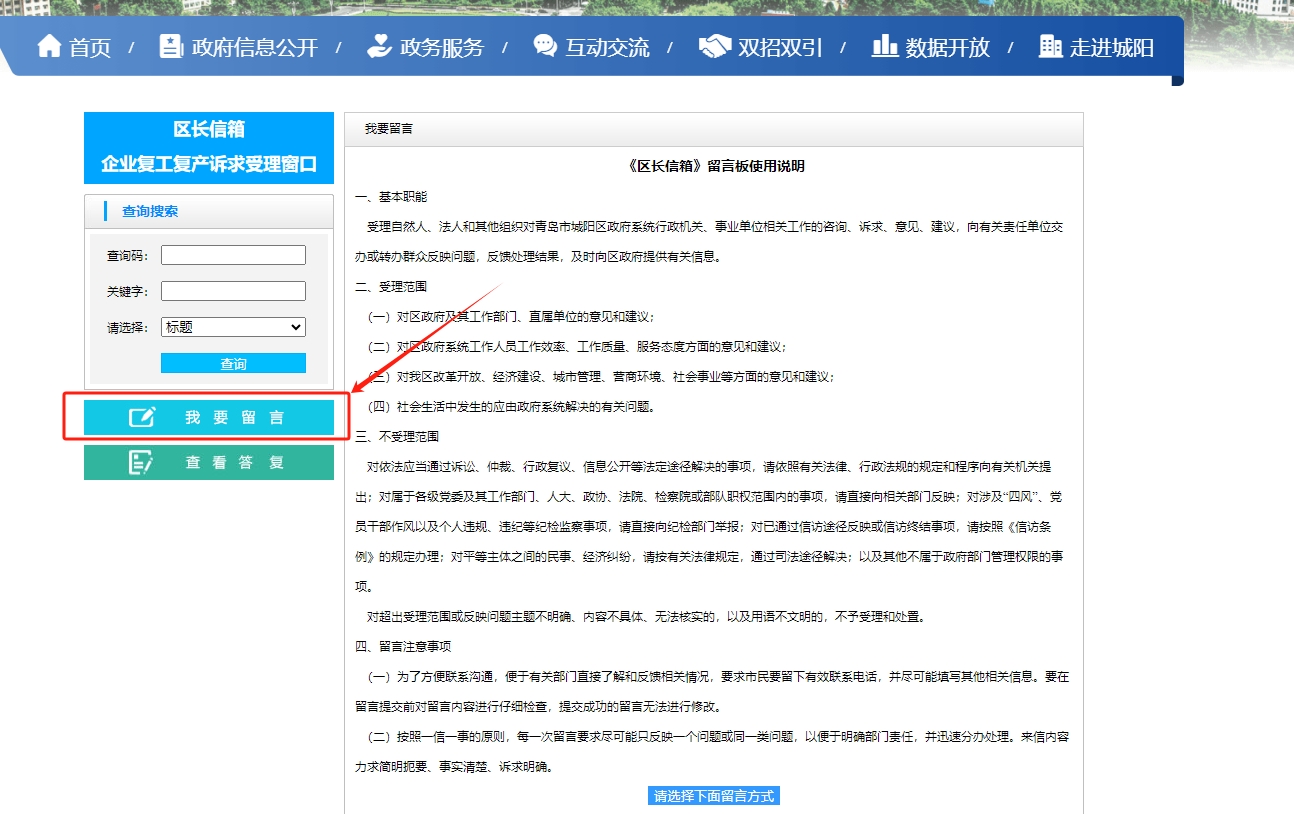 首页 / 政府信息公开 / 政务服务 / 互动交流 / 双招双引 / 数据开放 / 走进城阳
区长信箱
企业复工复产诉求受理窗口
查询搜索
查询码：
关键字：
请选择： 标题
查询
我要留言
查看答复
我要留言
《区长信箱》留言板使用说明
一、基本职能
受理自然人、法人和其他组织对青岛市城阳区政府系统行政机关、事业单位相关工作的咨询、诉求、意见、建议，向有关责任单位交
办或转办群众反映问题，反馈处理结果，及时向区政府提供有关信息。
二、受理范围
（一）对区政府及其工作部门、直属单位的意见和建议；
（二）对区政府系统工作人员工作效率、工作质量、服务态度方面的意见和建议；
（三）对我区改革开放、经济建设、城市管理、营商环境、社会事业等方面的意见和建议；
（四）社会生活中发生的应由政府系统解决的有关问题。
三、不受理范围
对依法应当通过诉讼、仲裁、行政复议、信息公开等法定途径解决的事项，请依照有关法律、行政法规的规定和程序向有关机关提
出；对属于各级党委及其工作部门、人大、政协、法院、检察院或部队职权范围内的事项，请直接向相关部门反映；对涉及“四风”、党
员干部作风以及个人违规、违纪等纪检监察事项，请直接向纪检部门举报；对已通过信访途径反映或信访终结事项，请按照《信访条
例》的规定办理；对平等主体之间的民事、经济纠纷，请按有关法律规定，通过司法途径解决；以及其他不属于政府部门管理权限的事
项。
对超出受理范围或反映问题主题不明确、内容不具体、无法核实的，以及用语不文明的，不予受理和处置。
四、留言注意事项
（一）为了方便联系沟通，便于有关部门直接了解和反馈相关情况，要求市民要留下有效联系电话，并尽可能填写其他相关信息。要在
留言提交前对留言内容进行仔细检查，提交成功的留言无法进行修改。
（二）按照一信一事的原则，每一次留言要求尽可能只反映一个问题或同一类问题，以便于明确部门责任，并迅速分办处理。来信内容
力求简明扼要、事实清楚、诉求明确。
请选择下面留言方式